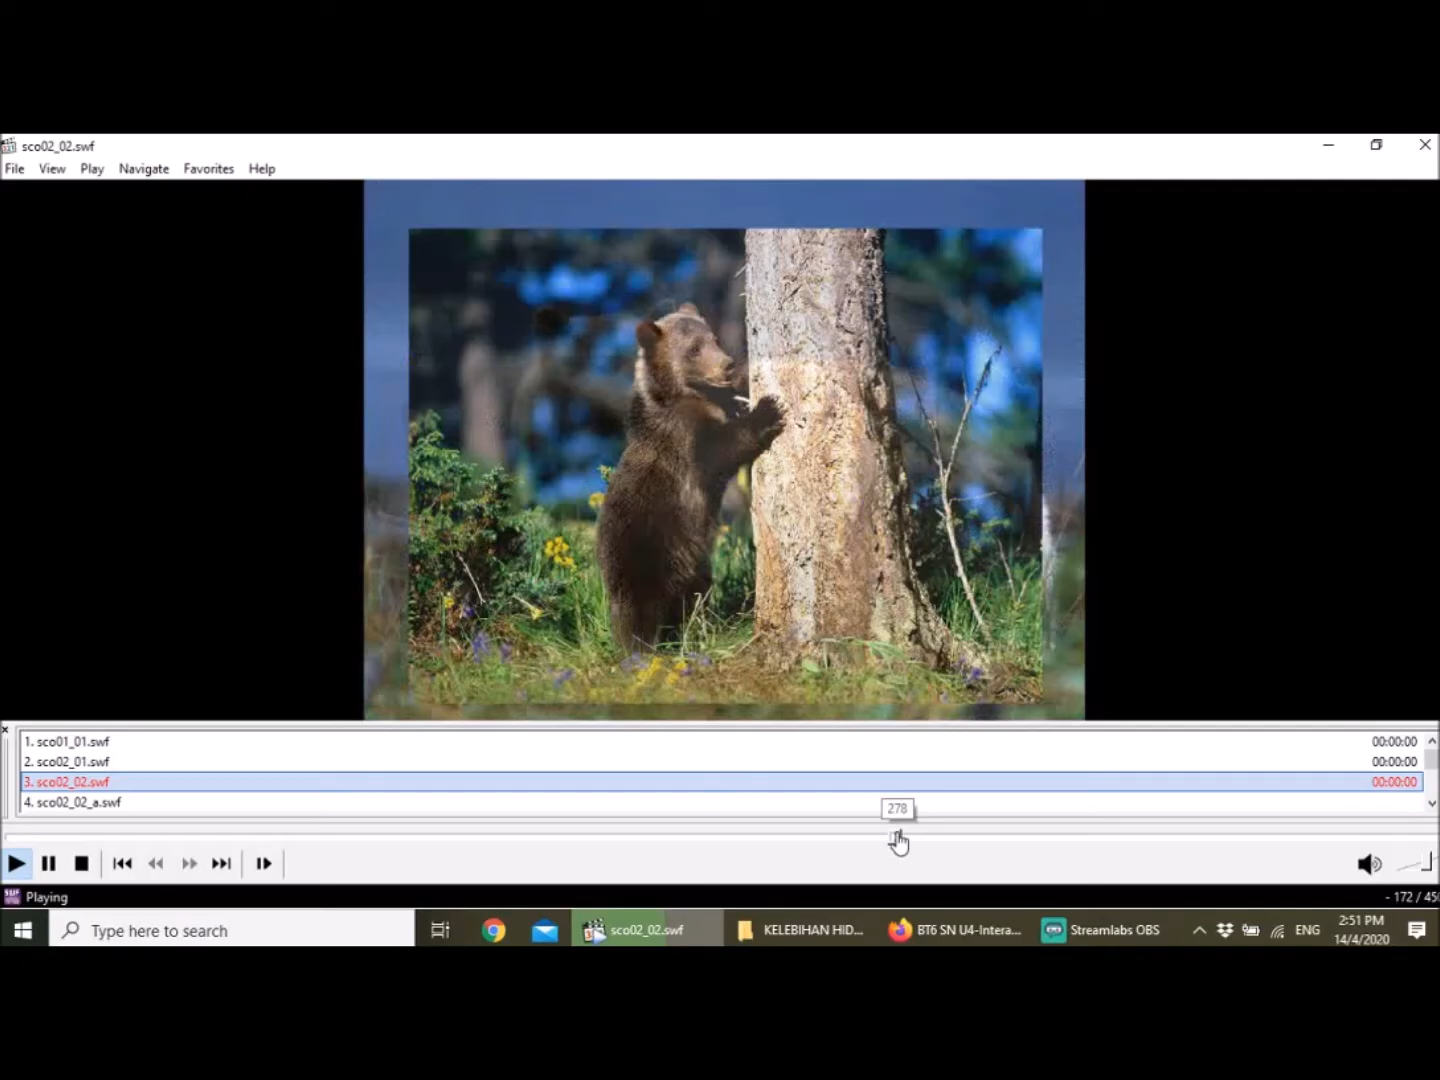 sco02_02.swf
File View Play Navigate Favorites Help
1. sco01_01.swf 00:00:00
2. sco02_01.swf 00:00:00
3. sco02_02.swf 00:00:00
4. sco02_02_a.swf
278
Playing - 172 / 450
Type here to search
sco02_02.swf
KELEBIHAN HID...
BT6 SN U4-Intera...
Streamlabs OBS
ENG
2:51 PM
14/4/2020